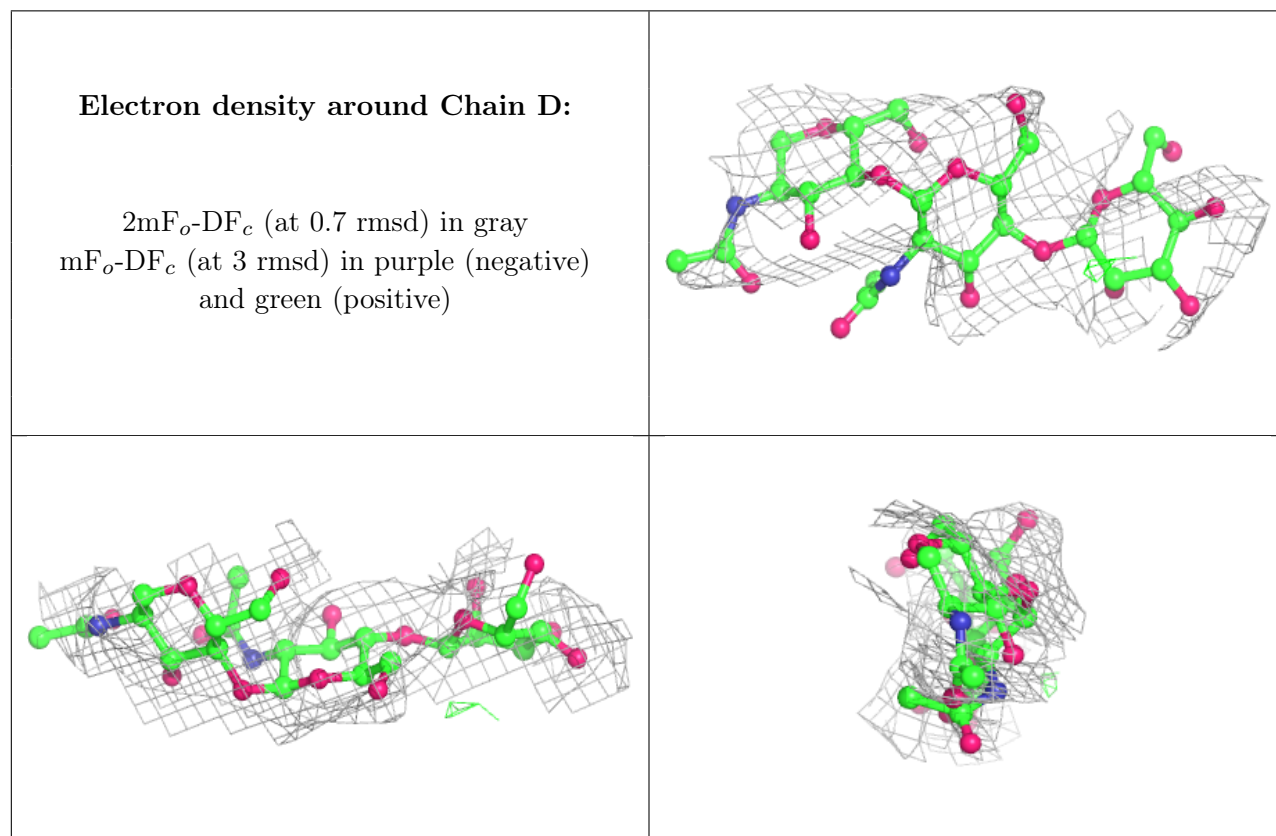 Electron density around Chain D:
2mFo-DFc (at 0.7 rmsd) in gray
mFo-DFc (at 3 rmsd) in purple (negative)
and green (positive)